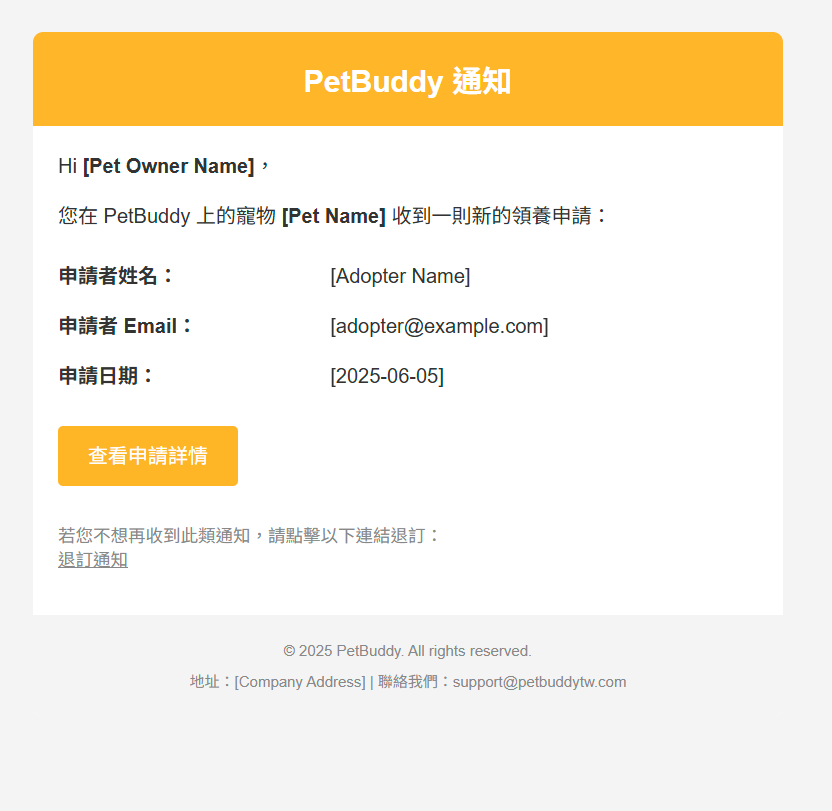 PetBuddy 通知
Hi [Pet Owner Name]，
您在 PetBuddy 上的寵物 [Pet Name] 收到一則新的領養申請：
申請者姓名： [Adopter Name]
申請者 Email： [adopter@example.com]
申請日期： [2025-06-05]
查看申請詳情
若您不想再收到此類通知，請點擊以下連結退訂：
退訂通知
© 2025 PetBuddy. All rights reserved.
地址：[Company Address] | 聯絡我們：support@petbuddytw.com